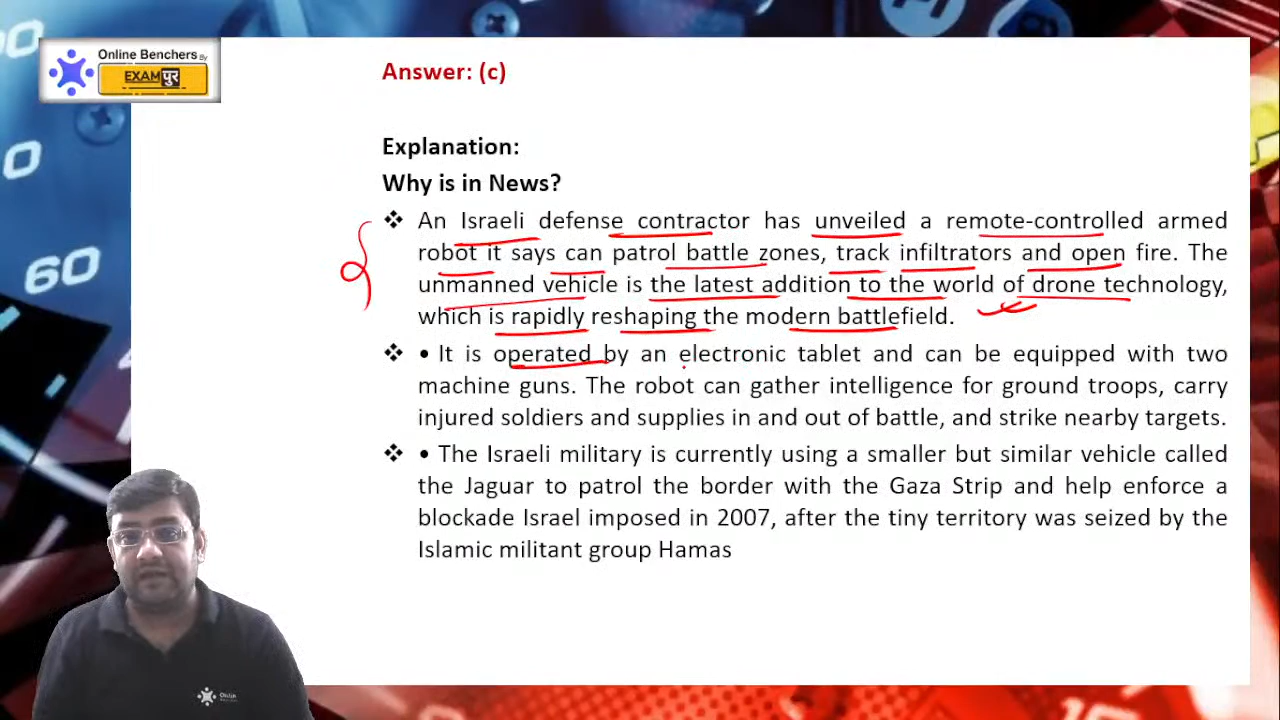 Online Benchers By
EXAMपुर
Answer: (c)
Explanation:
Why is in News?
❖ An Israeli defense contractor has unveiled a remote-controlled armed
robot it says can patrol battle zones, track infiltrators and open fire. The
unmanned vehicle is the latest addition to the world of drone technology,
which is rapidly reshaping the modern battlefield.
❖ • It is operated by an electronic tablet and can be equipped with two
machine guns. The robot can gather intelligence for ground troops, carry
injured soldiers and supplies in and out of battle, and strike nearby targets.
❖ • The Israeli military is currently using a smaller but similar vehicle called
the Jaguar to patrol the border with the Gaza Strip and help enforce a
blockade Israel imposed in 2007, after the tiny territory was seized by the
Islamic militant group Hamas
60